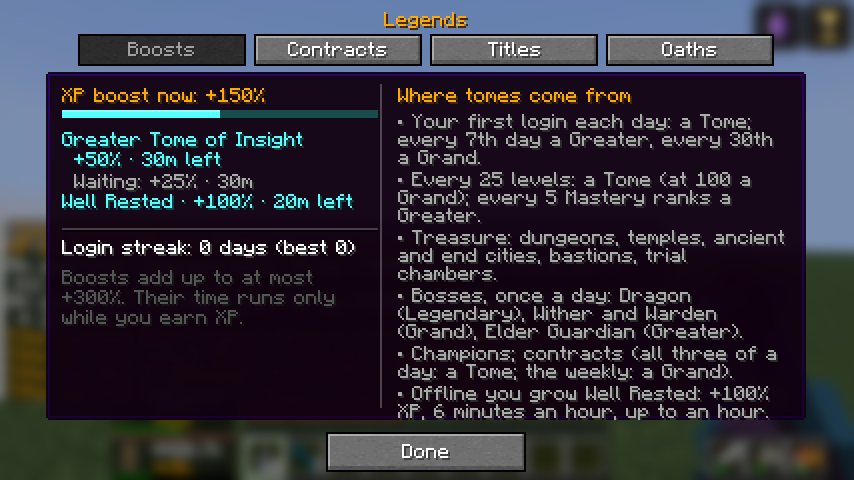 Legends
Boosts
Contracts
Titles
Oaths
XP boost now: +150%
Greater Tome of Insight
+50% · 30m left
Waiting: +25% · 30m
Well Rested · +100% · 20m left
Login streak: 0 days (best 0)
Boosts add up to at most
+300%. Their time runs only
while you earn XP.
Where tomes come from
• Your first login each day: a Tome;
every 7th day a Greater, every 30th
a Grand.
• Every 25 levels: a Tome (at 100 a
Grand); every 5 Mastery ranks a
Greater.
• Treasure: dungeons, temples, ancient
and end cities, bastions, trial
chambers.
• Bosses, once a day: Dragon
(Legendary), Wither and Warden
(Grand), Elder Guardian (Greater).
• Champions; contracts (all three of a
day: a Tome; the weekly: a Grand).
• Offline you grow Well Rested: +100%
XP, 6 minutes an hour, up to an hour.
Done